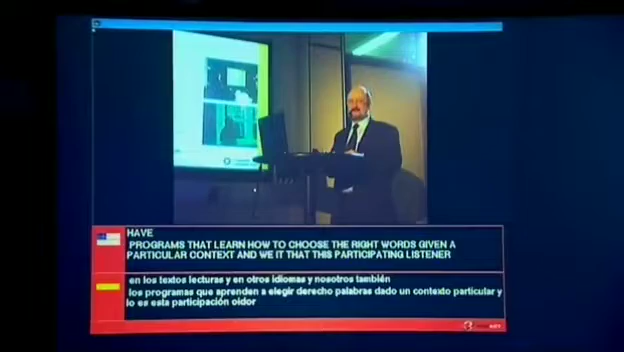 HAVE
PROGRAMS THAT LEARN HOW TO CHOOSE THE RIGHT WORDS GIVEN A
PARTICULAR CONTEXT AND WE IT THAT THIS PARTICIPATING LISTENER
en los textos lecturas y en otros idiomas y nosotros también
los programas que aprenden a elegir derecho palabras dado un contexto particular y
lo es esta participación oidor